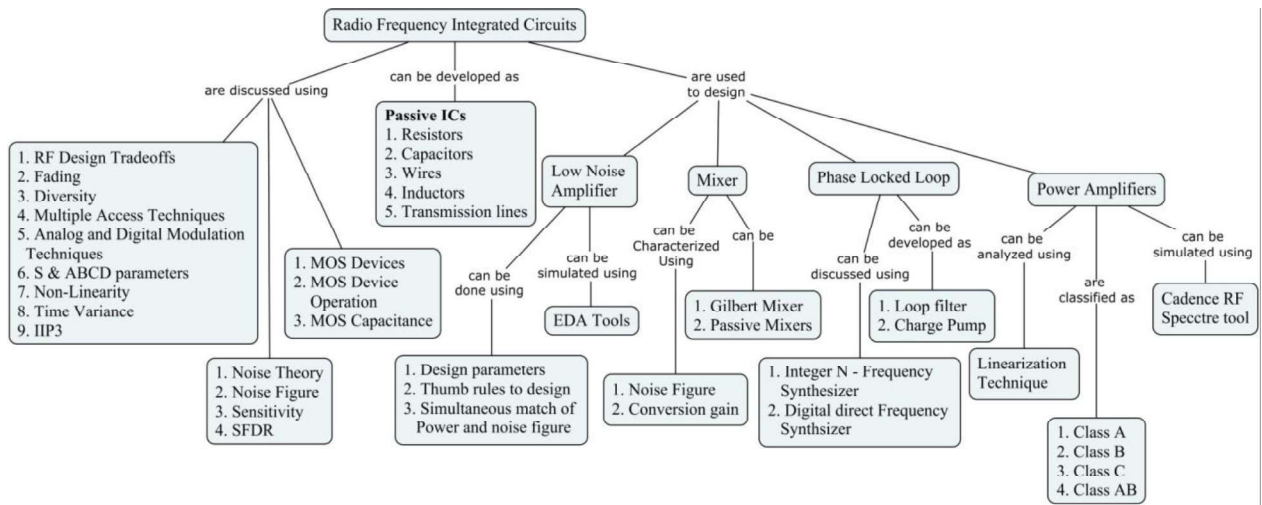 Radio Frequency Integrated Circuits
are discussed using
can be developed as
are used
to design
1. RF Design Tradeoffs
2. Fading
3. Diversity
4. Multiple Access Techniques
5. Analog and Digital Modulation
Techniques
6. S & ABCD parameters
7. Non-Linearity
8. Time Variance
9. IIP3
1. Noise Theory
2. Noise Figure
3. Sensitivity
4. SFDR
1. MOS Devices
2. MOS Device
Operation
3. MOS Capacitance
Passive ICs
1. Resistors
2. Capacitors
3. Wires
4. Inductors
5. Transmission lines
Low Noise
Amplifier
can be
done using
1. Design parameters
2. Thumb rules to design
3. Simultaneous match of
Power and noise figure
can be
simulated using
EDA Tools
Mixer
can be
Characterized
Using
1. Noise Figure
2. Conversion gain
can be
1. Gilbert Mixer
2. Passive Mixers
Phase Locked Loop
can be
discussed using
1. Integer N - Frequency
Synthesizer
2. Digital direct Frequency
Synthsizer
can be
developed as
1. Loop filter
2. Charge Pump
Power Amplifiers
can be
analyzed using
Linearization
Technique
are
classified as
1. Class A
2. Class B
3. Class C
4. Class AB
can be
simulated using
Cadence RF
Specctre tool